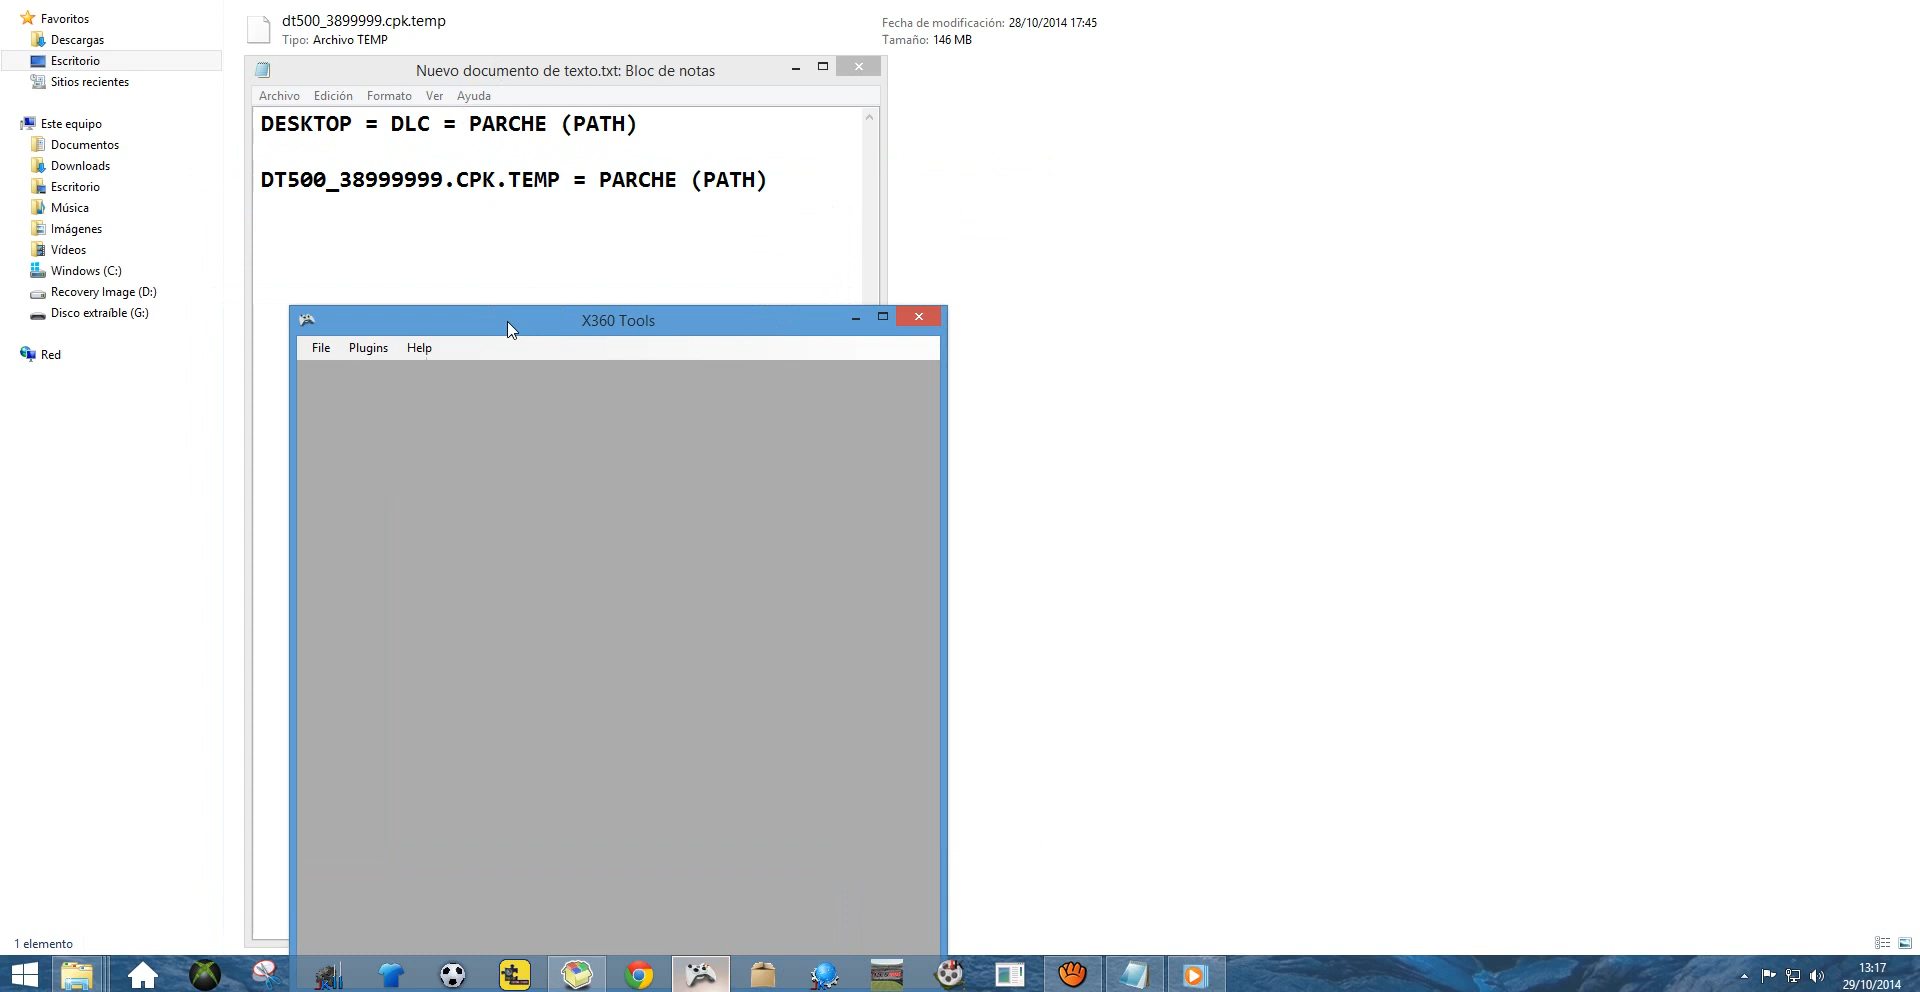 Favoritos
Descargas
Escritorio
Sitios recientes
Este equipo
Documentos
Downloads
Escritorio
Música
Imágenes
Vídeos
Windows (C:)
Recovery Image (D:)
Disco extraíble (G:)
Red
dt500_3899999.cpk.temp
Tipo: Archivo TEMP
Fecha de modificación: 28/10/2014 17:45
Tamaño: 146 MB
Nuevo documento de texto.txt: Bloc de notas
Archivo Edición Formato Ver Ayuda
DESKTOP = DLC = PARCHE (PATH)
DT500_38999999.CPK.TEMP = PARCHE (PATH)
X360 Tools
File Plugins Help
1 elemento
13:17
29/10/2014